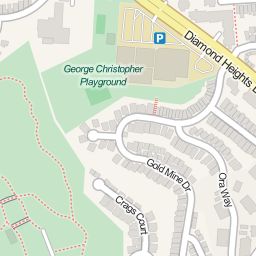 P
Diamond Heights B
George Christopher
Playground
Gold Mine Dr
Ora Way
Crags Court